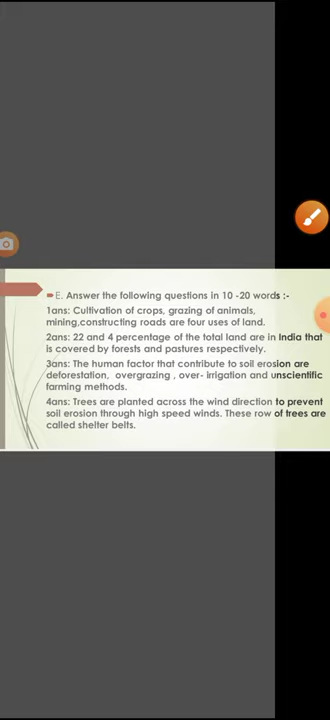 E. Answer the following questions in 10 -20 words :-
1ans: Cultivation of crops, grazing of animals,
mining,constructing roads are four uses of land.
2ans: 22 and 4 percentage of the total land are in India that
is covered by forests and pastures respectively.
3ans: The human factor that contribute to soil erosion are
deforestation, overgrazing , over- irrigation and unscientific
farming methods.
4ans: Trees are planted across the wind direction to prevent
soil erosion through high speed winds. These row of trees are
called shelter belts.